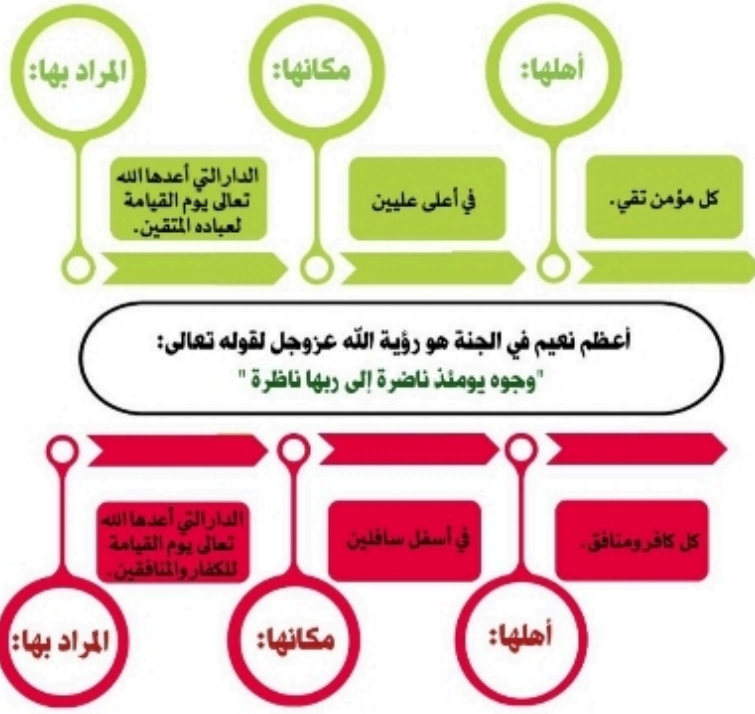 أهلها:
مكانها:
المراد بها:
كل مؤمن تقي.
في أعلى عليين
الدار التي أعدها الله
تعالى يوم القيامة
لعباده المتقين.
أعظم نعيم في الجنة هو رؤية الله عزوجل لقوله تعالى:
"وجوه يومئذ ناضرة إلى ربها ناظرة "
كل كافر ومنافق.
في أسفل سافلين
الدار التي أعدها الله
تعالى يوم القيامة
للكفار والمنافقين.
أهلها:
مكانها:
المراد بها: